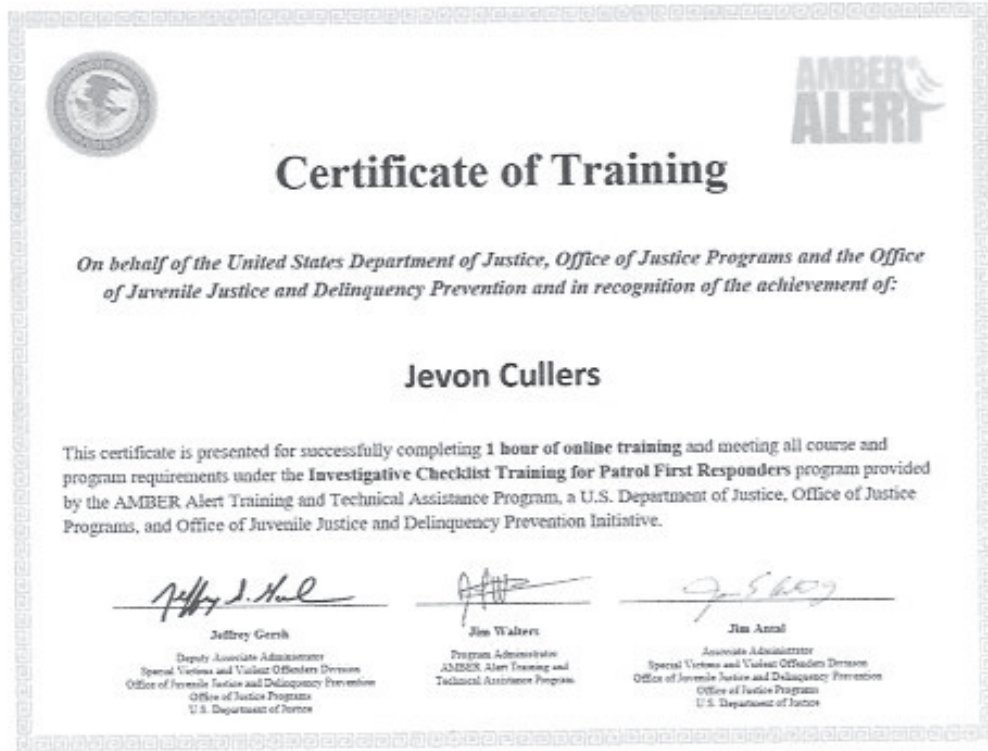 AMBER
ALERT
Certificate of Training
On behalf of the United States Department of Justice, Office of Justice Programs and the Office
of Juvenile Justice and Delinquency Prevention and in recognition of the achievement of:
Jevon Cullers
This certificate is presented for successfully completing 1 hour of online training and meeting all course and
program requirements under the Investigative Checklist Training for Patrol First Responders program provided
by the AMBER Alert Training and Technical Assistance Program, a U.S. Department of Justice, Office of Justice
Programs, and Office of Juvenile Justice and Delinquency Prevention Initiative.
Jeffrey Gersh
Deputy Associate Administrator
Special Victims and Violent Offenders Division
Office of Juvenile Justice and Delinquency Prevention
Office of Justice Programs
U.S. Department of Justice
Jim Walters
Program Administrator
AMBER Alert Training and
Technical Assistance Program
Jim Antal
Associate Administrator
Special Victims and Violent Offenders Division
Office of Juvenile Justice and Delinquency Prevention
Office of Justice Programs
U.S. Department of Justice